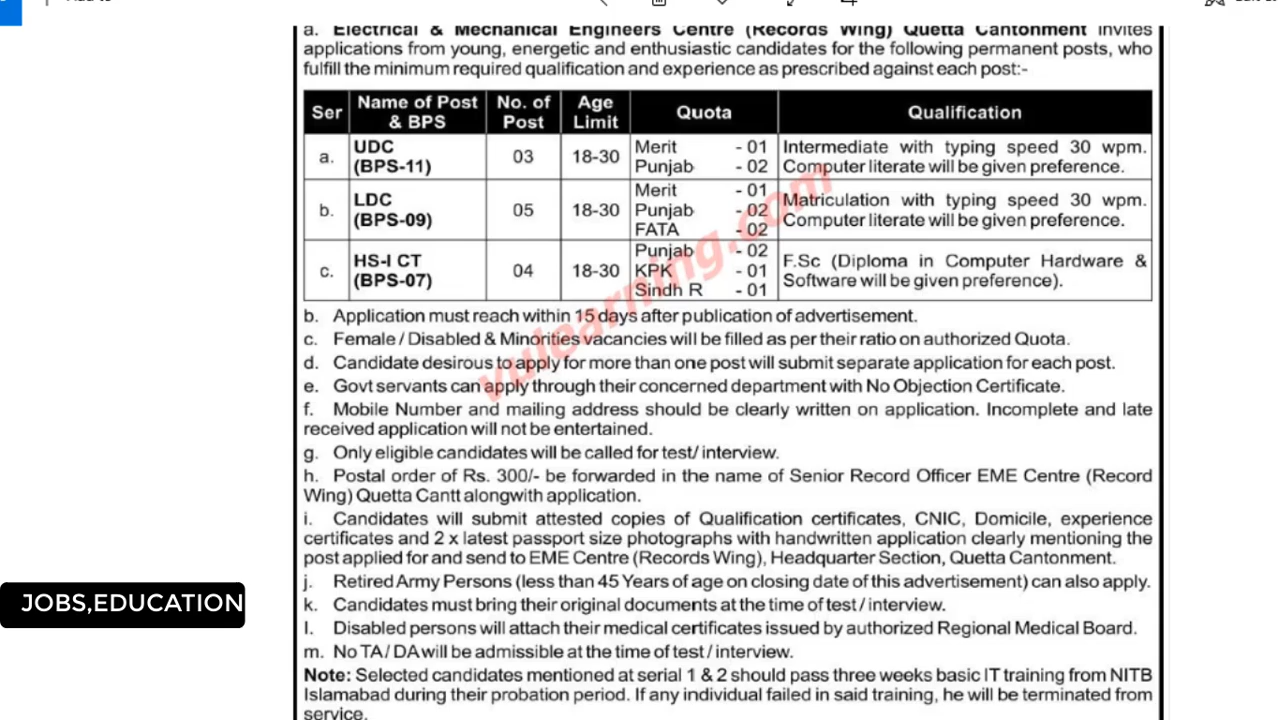 a. Electrical & Mechanical Engineers Centre (Records Wing) Quetta Cantonment invites
applications from young, energetic and enthusiastic candidates for the following permanent posts, who
fulfill the minimum required qualification and experience as prescribed against each post:-
Ser Name of Post & BPS No. of Post Age Limit Quota Qualification
a. UDC (BPS-11) 03 18-30 Merit - 01 Punjab - 02 Intermediate with typing speed 30 wpm. Computer literate will be given preference.
b. LDC (BPS-09) 05 18-30 Merit - 01 Punjab - 02 FATA - 02 Matriculation with typing speed 30 wpm. Computer literate will be given preference.
c. HS-I CT (BPS-07) 04 18-30 Punjab - 02 KPK - 01 Sindh R - 01 F.Sc (Diploma in Computer Hardware & Software will be given preference).
vulearning.com
b. Application must reach within 15 days after publication of advertisement.
c. Female / Disabled & Minorities vacancies will be filled as per their ratio on authorized Quota.
d. Candidate desirous to apply for more than one post will submit separate application for each post.
e. Govt servants can apply through their concerned department with No Objection Certificate.
f. Mobile Number and mailing address should be clearly written on application. Incomplete and late
received application will not be entertained.
g. Only eligible candidates will be called for test/ interview.
h. Postal order of Rs. 300/- be forwarded in the name of Senior Record Officer EME Centre (Record
Wing) Quetta Cantt alongwith application.
i. Candidates will submit attested copies of Qualification certificates, CNIC, Domicile, experience
certificates and 2 x latest passport size photographs with handwritten application clearly mentioning the
post applied for and send to EME Centre (Records Wing), Headquarter Section, Quetta Cantonment.
j. Retired Army Persons (less than 45 Years of age on closing date of this advertisement) can also apply.
JOBS,EDUCATION
k. Candidates must bring their original documents at the time of test / interview.
l. Disabled persons will attach their medical certificates issued by authorized Regional Medical Board.
m. No TA / DA will be admissible at the time of test / interview.
Note: Selected candidates mentioned at serial 1 & 2 should pass three weeks basic IT training from NITB
Islamabad during their probation period. If any individual failed in said training, he will be terminated from
service.